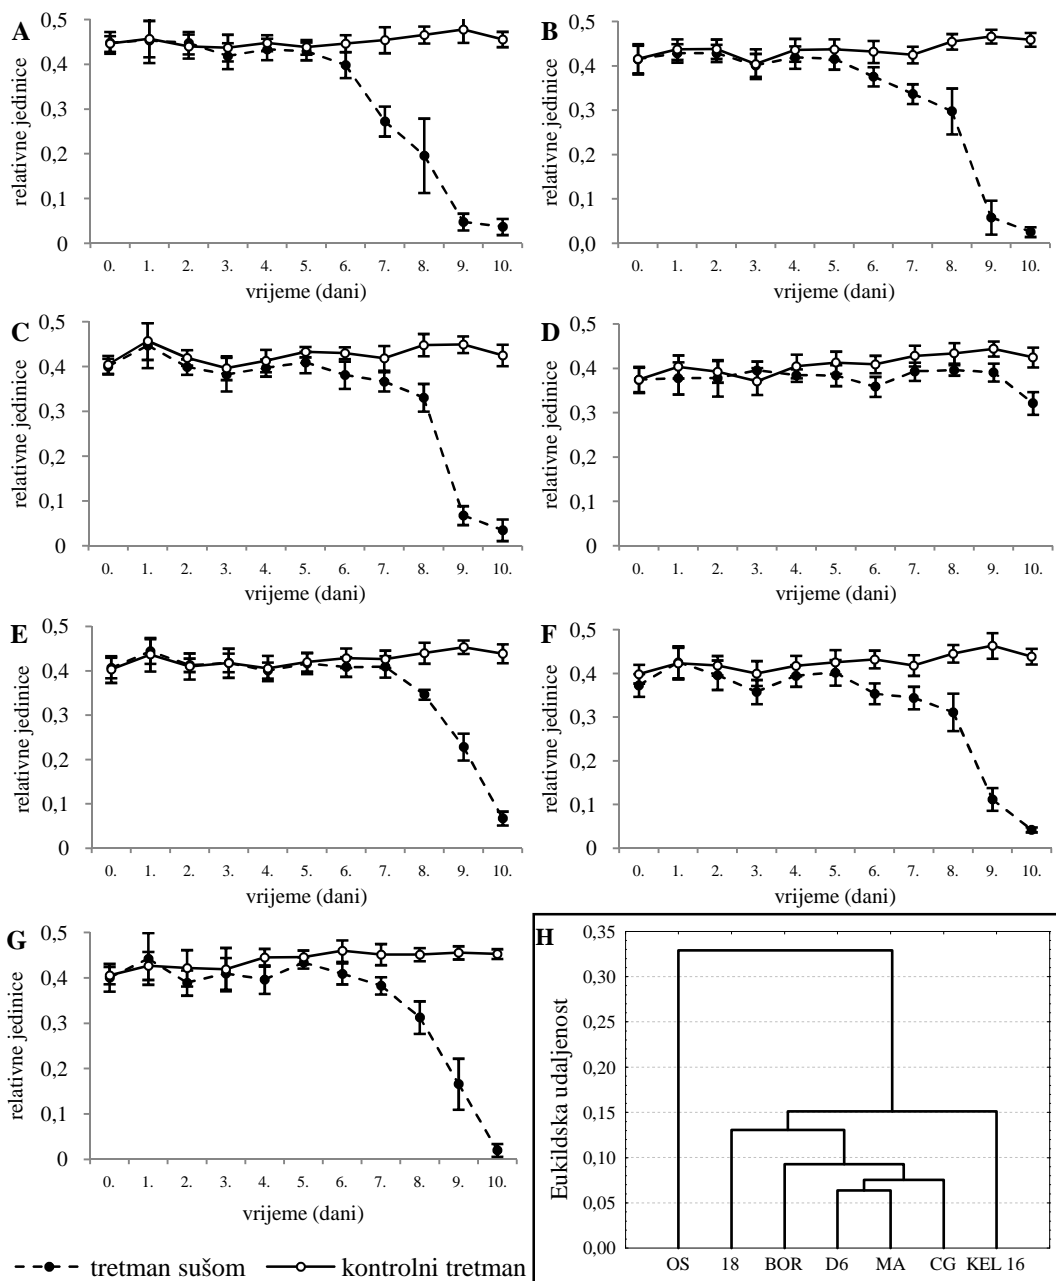 A
relativne jedinice
0,5
0,4
0,3
0,2
0,1
0
0. 1. 2. 3. 4. 5. 6. 7. 8. 9. 10.
vrijeme (dani)
B
relativne jedinice
0,5
0,4
0,3
0,2
0,1
0,0
0. 1. 2. 3. 4. 5. 6. 7. 8. 9. 10.
vrijeme (dani)
C
relativne jedinice
0,5
0,4
0,3
0,2
0,1
0
0. 1. 2. 3. 4. 5. 6. 7. 8. 9. 10.
vrijeme (dani)
D
relativne jedinice
0,5
0,4
0,3
0,2
0,1
0
0. 1. 2. 3. 4. 5. 6. 7. 8. 9. 10.
vrijeme (dani)
E
relativne jedinice
0,5
0,4
0,3
0,2
0,1
0
0. 1. 2. 3. 4. 5. 6. 7. 8. 9. 10.
vrijeme (dani)
F
relativne jedinice
0,5
0,4
0,3
0,2
0,1
0
0. 1. 2. 3. 4. 5. 6. 7. 8. 9. 10.
vrijeme (dani)
G
relativne jedinice
0,5
0,4
0,3
0,2
0,1
0
0. 1. 2. 3. 4. 5. 6. 7. 8. 9. 10.
vrijeme (dani)
H
Eukildska udaljenost
0,35
0,30
0,25
0,20
0,15
0,10
0,05
0,00
OS 18 BOR D6 MA CG KEL 16
tretman sušom kontrolni tretman